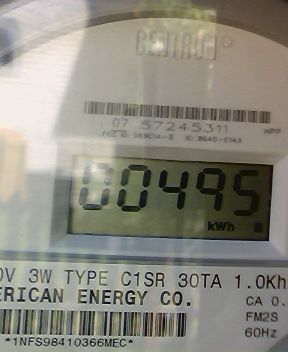 CENTRON®
07 57245311
HPP
00495
kWh
0V 3W TYPE C1SR 30TA 1.0Kh
ERICAN ENERGY CO.
CA 0.
FM2S
60Hz
*1NFS98410366MEC*